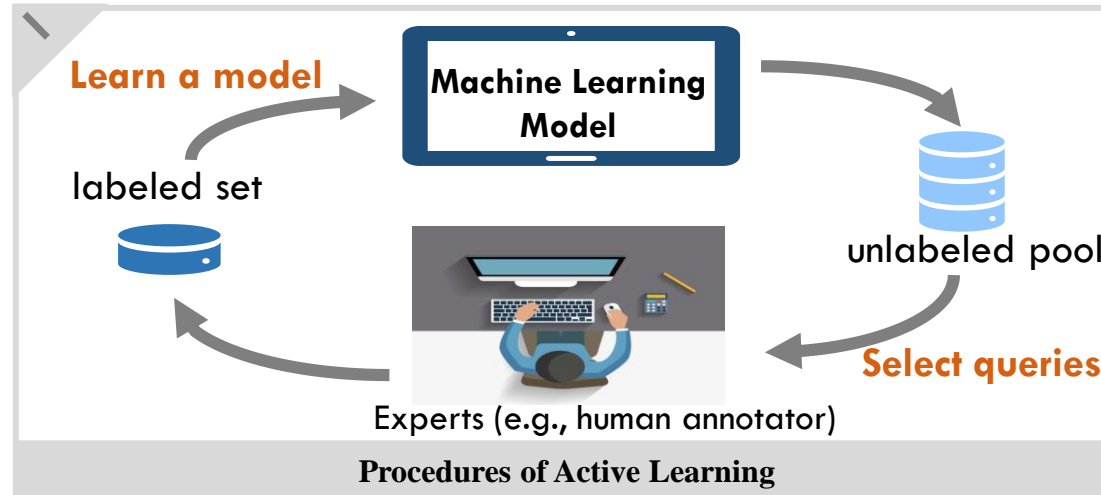 Learn a model
Machine Learning
Model
labeled set
unlabeled pool
Select queries
Experts (e.g., human annotator)
Procedures of Active Learning